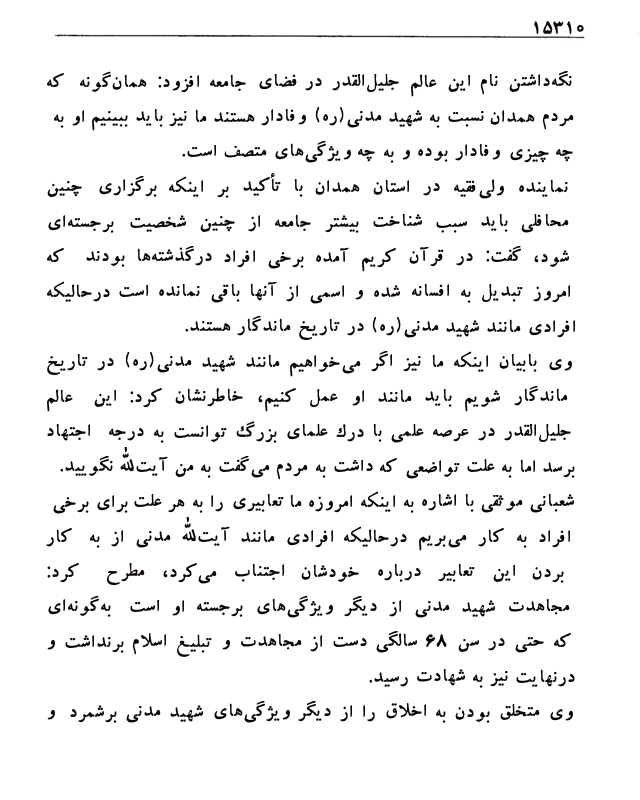 ۱۵۳۱۰
نگه‌داشتن نام این عالم جلیل‌القدر در فضای جامعه افزود: همان‌گونه که
مردم همدان نسبت به شهید مدنی(ره) وفادار هستند ما نیز باید ببینیم او به
چه چیزی وفادار بوده و به چه ویژگی‌های متصف است.
نماینده ولی‌فقیه در استان همدان با تأکید بر اینکه برگزاری چنین
محافلی باید سبب شناخت بیشتر جامعه از چنین شخصیت برجسته‌ای
شود، گفت: در قرآن کریم آمده برخی افراد درگذشته‌ها بودند که
امروز تبدیل به افسانه شده و اسمی از آنها باقی نمانده است درحالیکه
افرادی مانند شهید مدنی(ره) در تاریخ ماندگار هستند.
وی بابیان اینکه ما نیز اگر می‌خواهیم مانند شهید مدنی(ره) در تاریخ
ماندگار شویم باید مانند او عمل کنیم، خاطرنشان کرد: این عالم
جلیل‌القدر در عرصه علمی با درك علمای بزرگ توانست به درجه اجتهاد
برسد اما به علت تواضعی که داشت به مردم می‌گفت به من آیت‌الله نگویید.
شعبانی موثقی با اشاره به اینکه امروزه ما تعابیری را به هر علت برای برخی
افراد به کار می‌بریم درحالیکه افرادی مانند آیت‌الله مدنی از به کار
بردن این تعابیر درباره خودشان اجتناب می‌کرد، مطرح کرد:
مجاهدت شهید مدنی از دیگر ویژگی‌های برجسته او است به‌گونه‌ای
که حتی در سن ۶۸ سالگی دست از مجاهدت و تبلیغ اسلام برنداشت و
درنهایت نیز به شهادت رسید.
وی متخلق بودن به اخلاق را از دیگر ویژگی‌های شهید مدنی برشمرد و